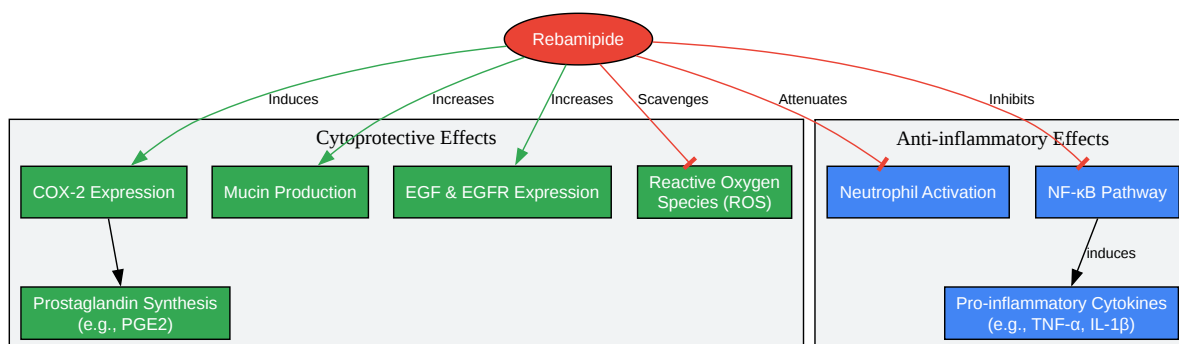 Rebamipide
Induces
Increases
Increases
Scavenges
Attenuates
Inhibits
Cytoprotective Effects
Anti-inflammatory Effects
COX-2 Expression
Mucin Production
EGF & EGFR Expression
Reactive Oxygen
Species (ROS)
Neutrophil Activation
NF-κB Pathway
induces
Prostaglandin Synthesis
(e.g., PGE2)
Pro-inflammatory Cytokines
(e.g., TNF-α, IL-1β)